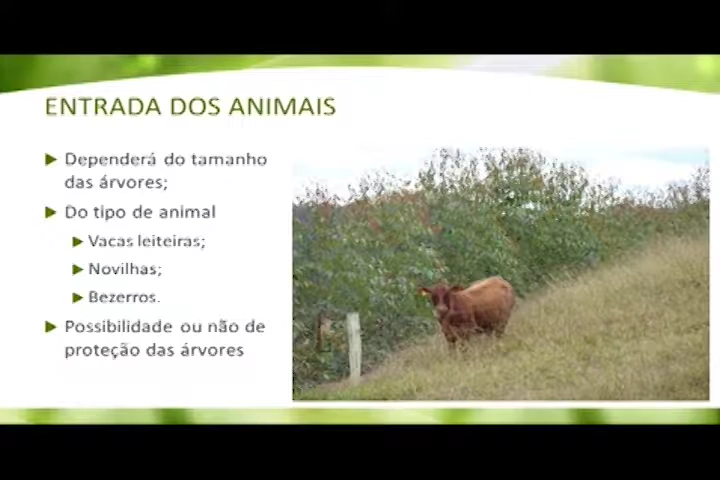 ENTRADA DOS ANIMAIS
Dependerá do tamanho
das árvores;
Do tipo de animal
Vacas leiteiras;
Novilhas;
Bezerros.
Possibilidade ou não de
proteção das árvores